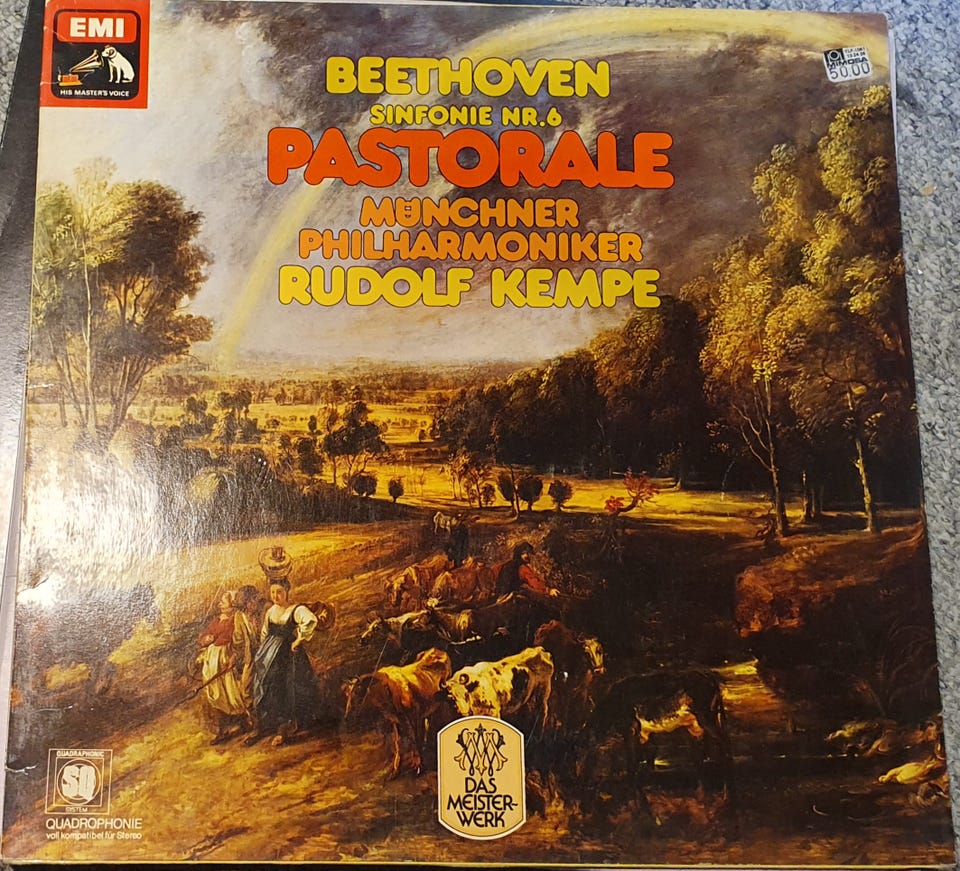 EMI
HIS MASTER'S VOICE
MIMOSA
50.00
BEETHOVEN
SINFONIE NR.6
PASTORALE
MÜNCHNER
PHILHARMONIKER
RUDOLF KEMPE
QUADRAPHONIC
SQ
SYSTEM
QUADROPHONIE
voll kompatibel für Stereo
DAS
MEISTER-
WERK